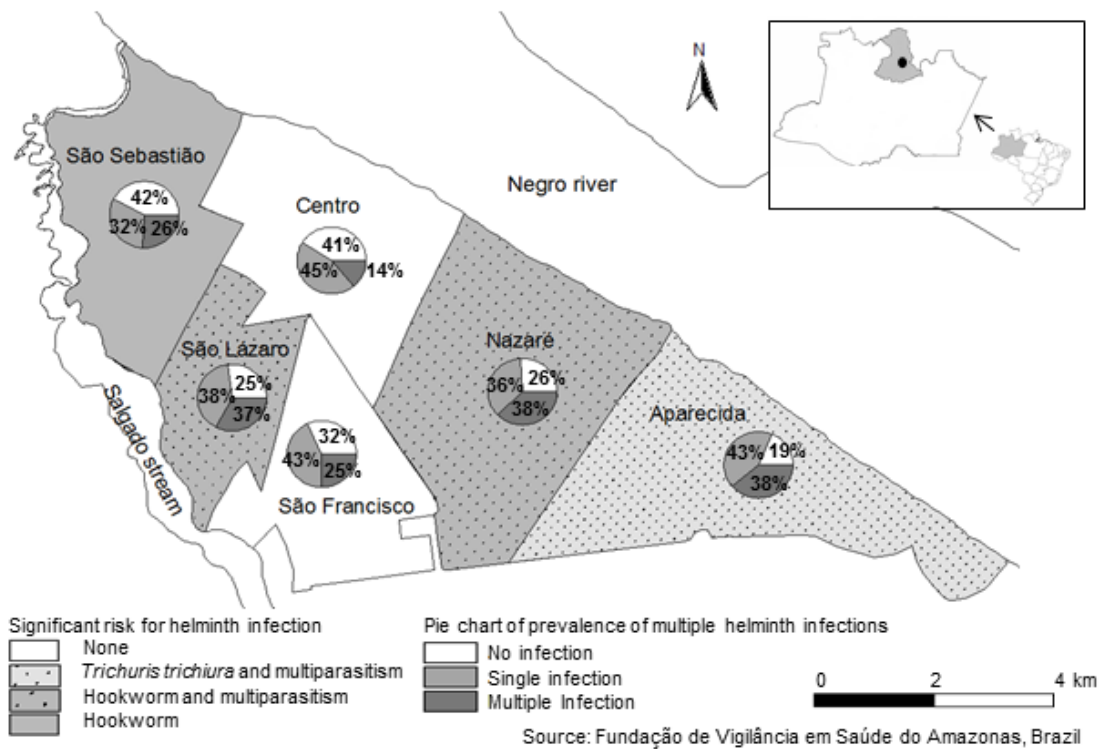 N
São Sebastião
42%
32% 26%
Centro
41%
45% 14%
Negro river
São Lázaro
25%
38%
37%
Nazaré
36% 26%
38%
Aparecida
43% 19%
38%
32%
43% 25%
São Francisco
Salgado stream
Significant risk for helminth infection
None
Trichuris trichiura and multiparasitism
Hookworm and multiparasitism
Hookworm
Pie chart of prevalence of multiple helminth infections
No infection
Single infection
Multiple Infection
0 2 4 km
Source: Fundação de Vigilância em Saúde do Amazonas, Brazil